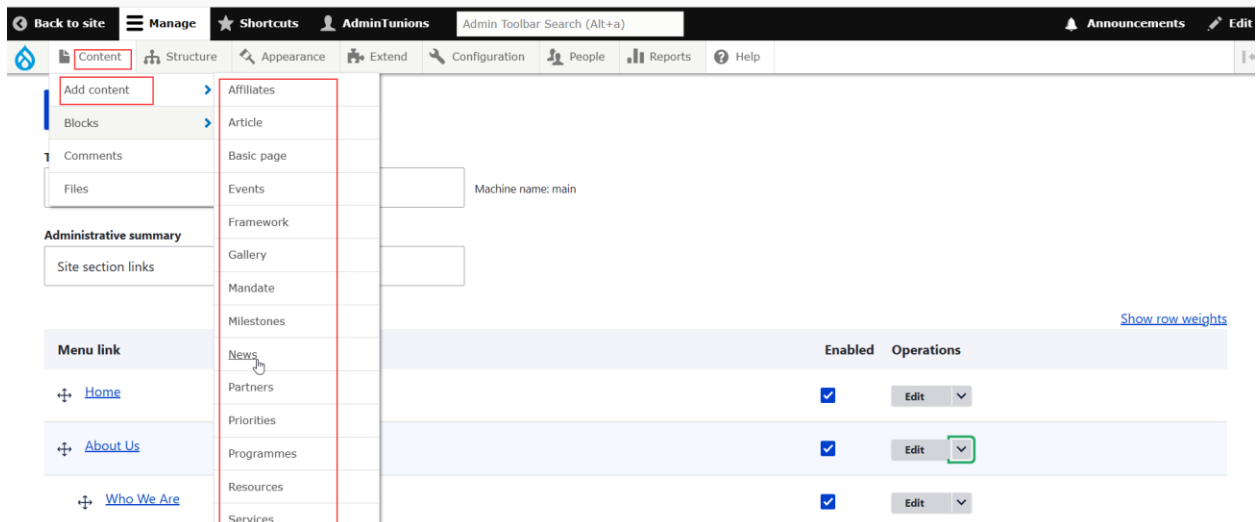 Back to site Manage Shortcuts AdminTunions Admin Toolbar Search (Alt+a) Announcements Edit
Content Structure Appearance Extend Configuration People Reports Help
Add content Affiliates
Blocks Article
Comments Basic page
Files Events Machine name: main
Framework
Administrative summary
Gallery
Site section links
Mandate
Milestones Show row weights
Menu link News Enabled Operations
Home Partners Edit
Priorities
About Us Programmes Edit
Resources
Who We Are Edit
Services